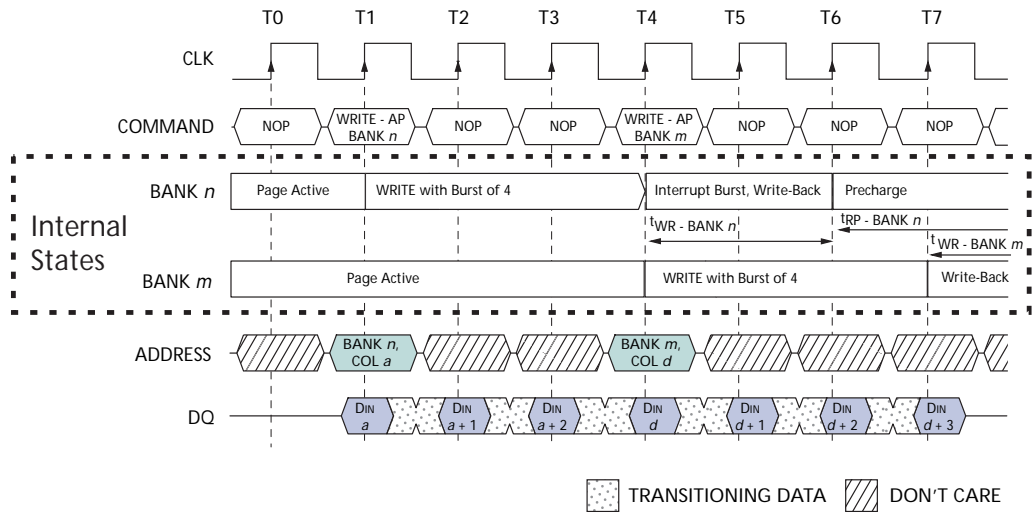 T0 T1 T2 T3 T4 T5 T6 T7
CLK
COMMAND
NOP
WRITE - AP
BANK n
NOP
NOP
WRITE - AP
BANK m
NOP
NOP
NOP
Internal
States
BANK n
Page Active
WRITE with Burst of 4
Interrupt Burst, Write-Back
Precharge
tWR - BANK n
tRP - BANK n
tWR - BANK m
BANK m
Page Active
WRITE with Burst of 4
Write-Back
ADDRESS
BANK n,
COL a
BANK m,
COL d
DQ
DIN
a
DIN
a + 1
DIN
a + 2
DIN
d
DIN
d + 1
DIN
d + 2
DIN
d + 3
TRANSITIONING DATA
DON'T CARE